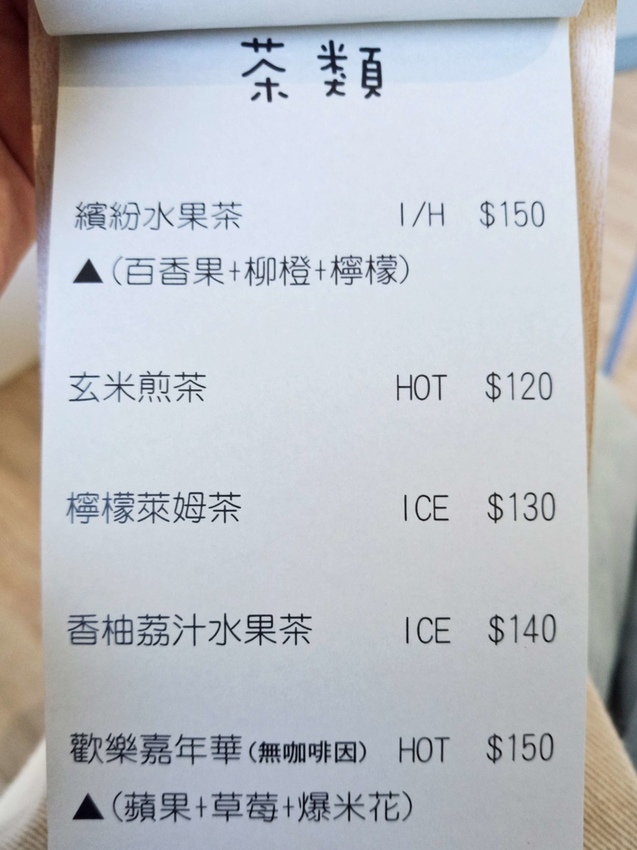 茶類
繽紛水果茶 I/H $150
▲(百香果+柳橙+檸檬)
玄米煎茶 HOT $120
檸檬萊姆茶 ICE $130
香柚荔汁水果茶 ICE $140
歡樂嘉年華(無咖啡因) HOT $150
▲(蘋果+草莓+爆米花)